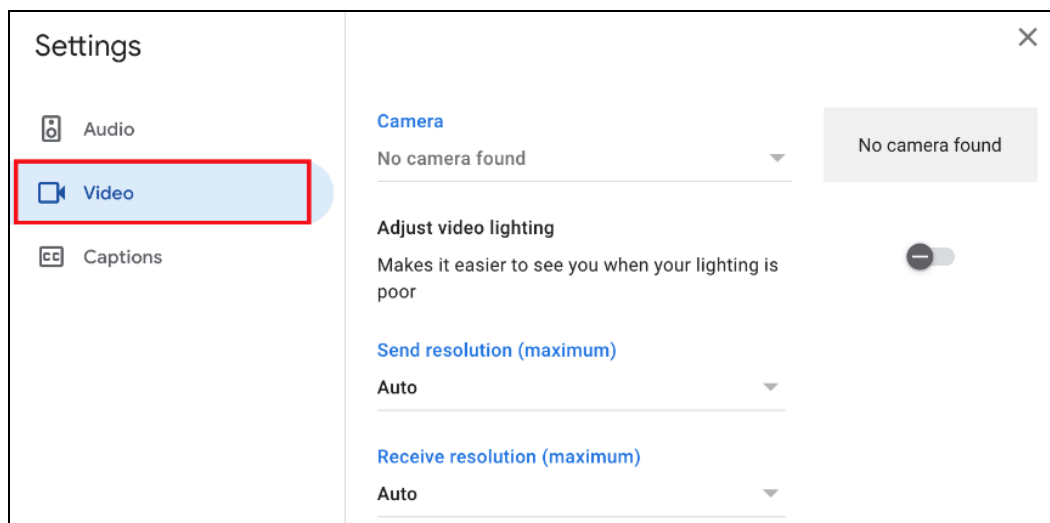 Settings
Audio
Video
CC Captions
Camera
No camera found
No camera found
Adjust video lighting
Makes it easier to see you when your lighting is
poor
Send resolution (maximum)
Auto
Receive resolution (maximum)
Auto